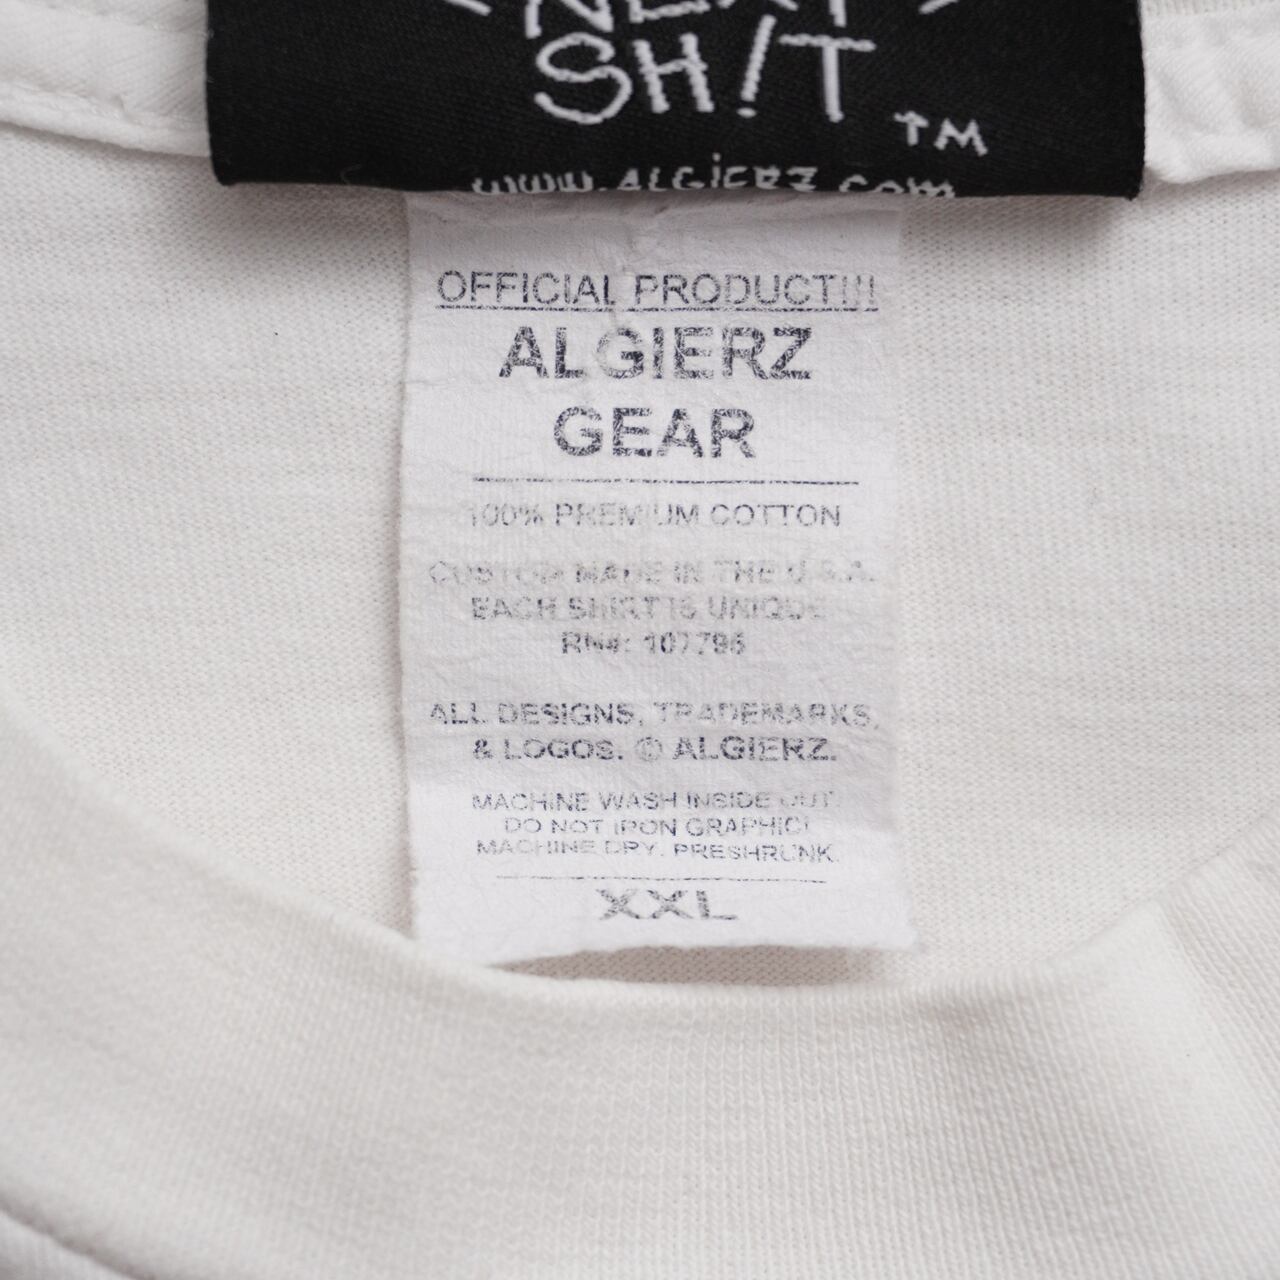 NEXT
SH!T
TM
www.ALGiERZ.com
OFFICIAL PRODUCT!!!
ALGIERZ
GEAR
100% PREMIUM COTTON
CUSTOM MADE IN THE U.S.A.
EACH SHIRT IS UNIQUE
RN#: 107796
ALL DESIGNS, TRADEMARKS,
& LOGOS. © ALGIERZ.
MACHINE WASH INSIDE OUT
DO NOT IRON GRAPHIC!
MACHINE DRY. PRESHRUNK.
XXL